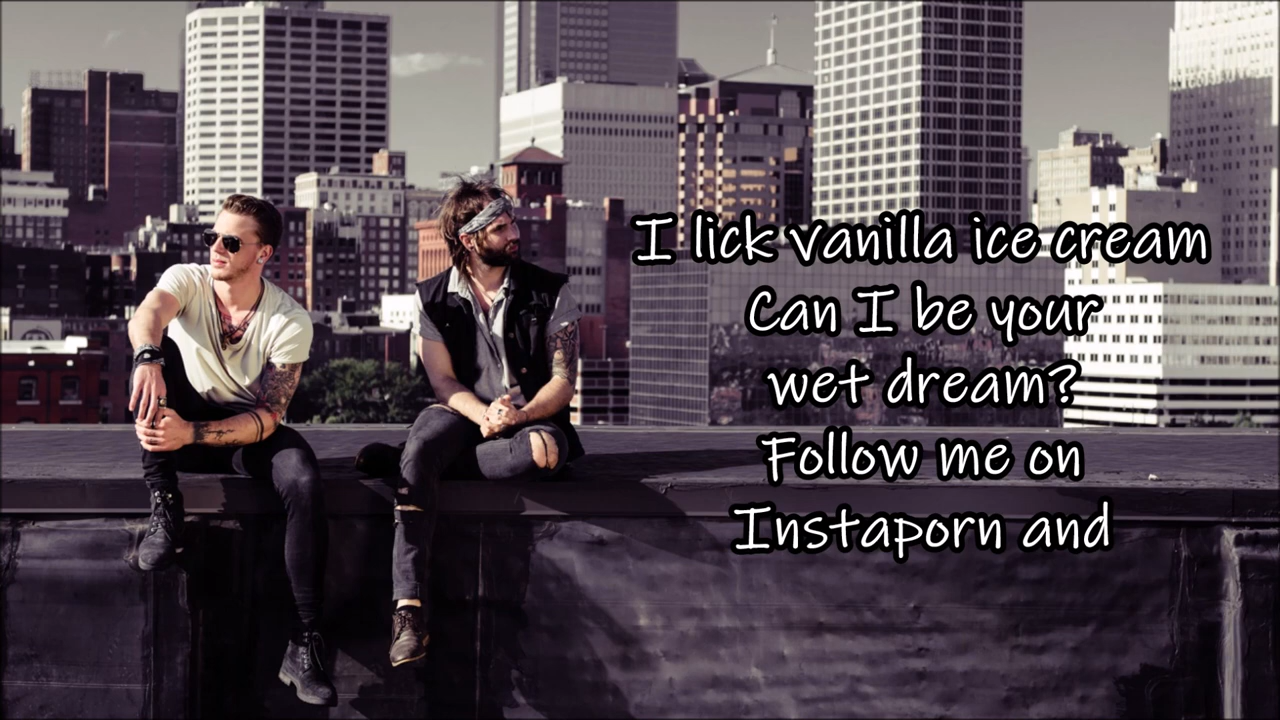 I lick vanilla ice cream
Can I be your
wet dream?
Follow me on
Instaporn and